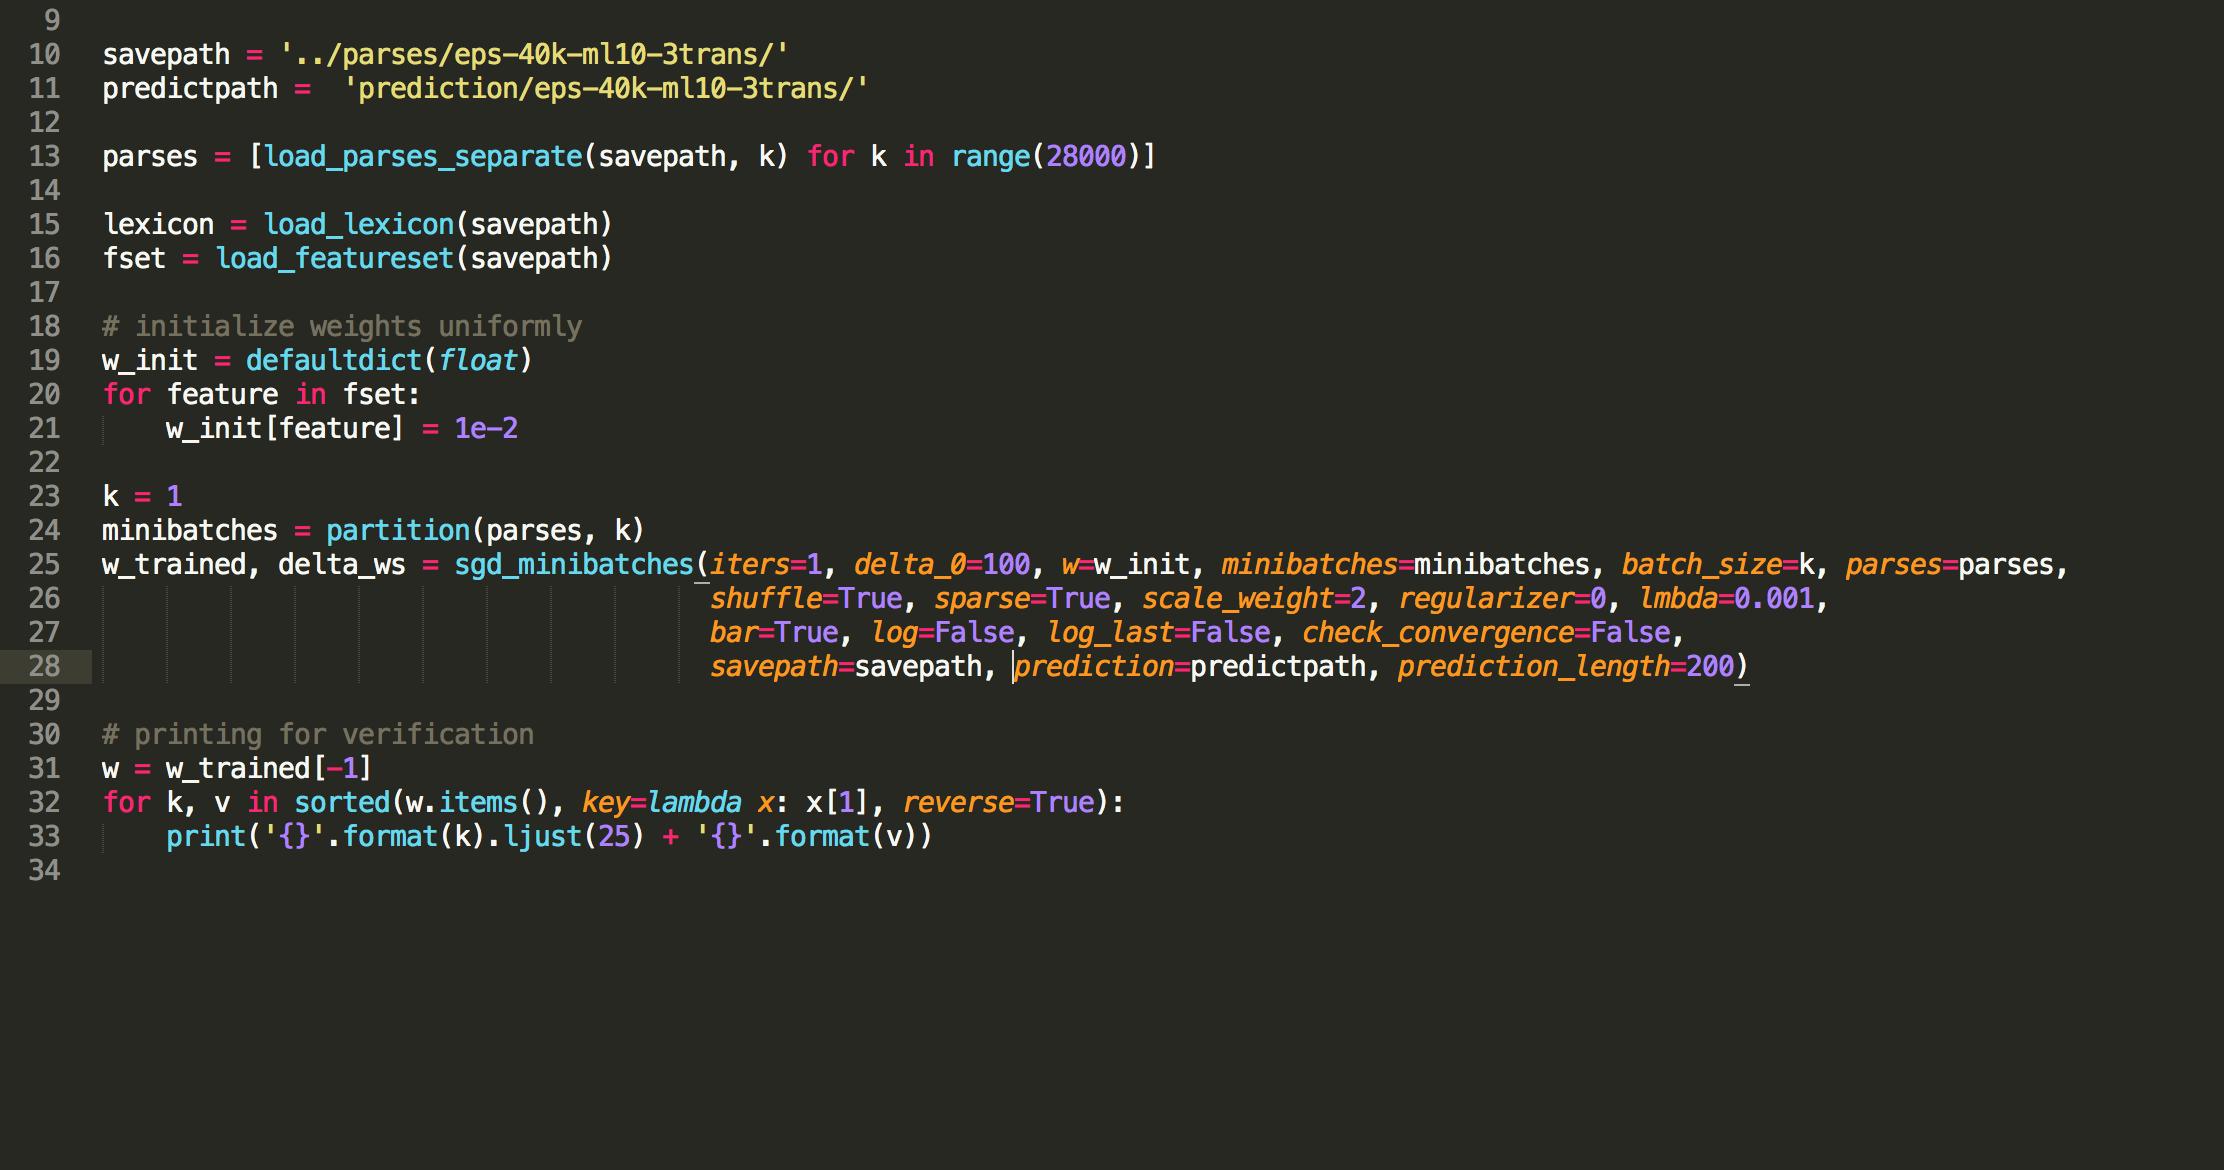 9
10 savepath = '../parses/eps-40k-ml10-3trans/'
11 predictpath =  'prediction/eps-40k-ml10-3trans/'
12
13 parses = [load_parses_separate(savepath, k) for k in range(28000)]
14
15 lexicon = load_lexicon(savepath)
16 fset = load_featureset(savepath)
17
18 # initialize weights uniformly
19 w_init = defaultdict(float)
20 for feature in fset:
21     w_init[feature] = 1e-2
22
23 k = 1
24 minibatches = partition(parses, k)
25 w_trained, delta_ws = sgd_minibatches(iters=1, delta_0=100, w=w_init, minibatches=minibatches, batch_size=k, parses=parses,
26                                       shuffle=True, sparse=True, scale_weight=2, regularizer=0, lmbda=0.001,
27                                       bar=True, log=False, log_last=False, check_convergence=False,
28                                       savepath=savepath, prediction=predictpath, prediction_length=200)
29
30 # printing for verification
31 w = w_trained[-1]
32 for k, v in sorted(w.items(), key=lambda x: x[1], reverse=True):
33     print('{}'.format(k).ljust(25) + '{}'.format(v))
34